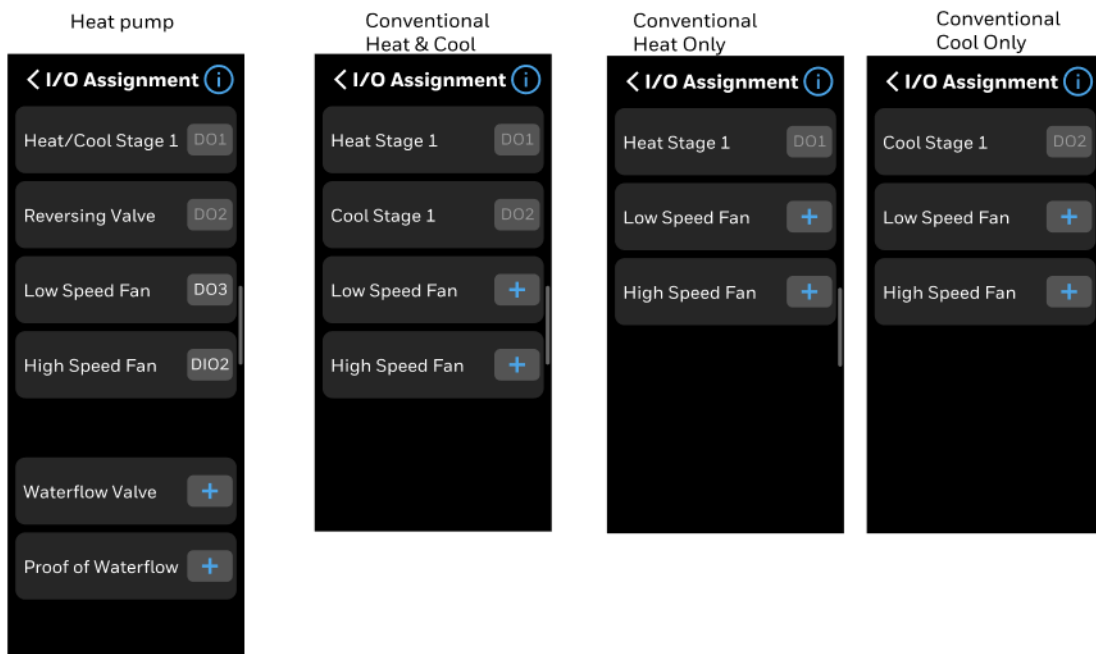 Heat pump
I/O Assignment
Heat/Cool Stage 1 DO1
Reversing Valve DO2
Low Speed Fan DO3
High Speed Fan DIO2
Waterflow Valve +
Proof of Waterflow +
Conventional
Heat & Cool
I/O Assignment
Heat Stage 1 DO1
Cool Stage 1 DO2
Low Speed Fan +
High Speed Fan +
Conventional
Heat Only
I/O Assignment
Heat Stage 1 DO1
Low Speed Fan +
High Speed Fan +
Conventional
Cool Only
I/O Assignment
Cool Stage 1 DO2
Low Speed Fan +
High Speed Fan +